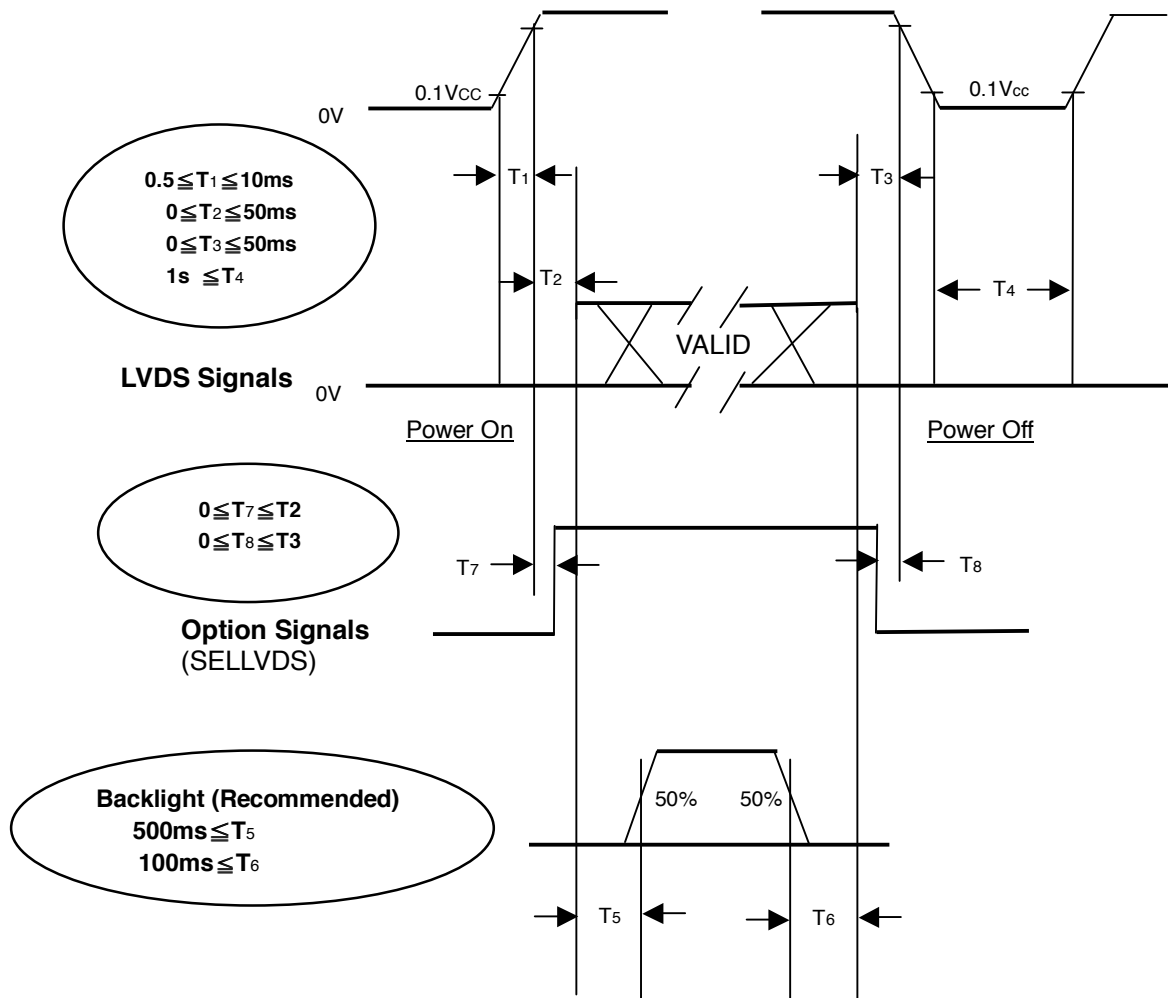 0.1VCC
0.1Vcc
0V
0.5≦T1≦10ms
0≦T2≦50ms
0≦T3≦50ms
1s ≦T4
T1
T3
T2
T4
VALID
LVDS Signals
0V
Power On
Power Off
0≦T7≦T2
0≦T8≦T3
T7
T8
Option Signals
(SELLVDS)
Backlight (Recommended)
500ms≦T5
100ms≦T6
50%
50%
T5
T6